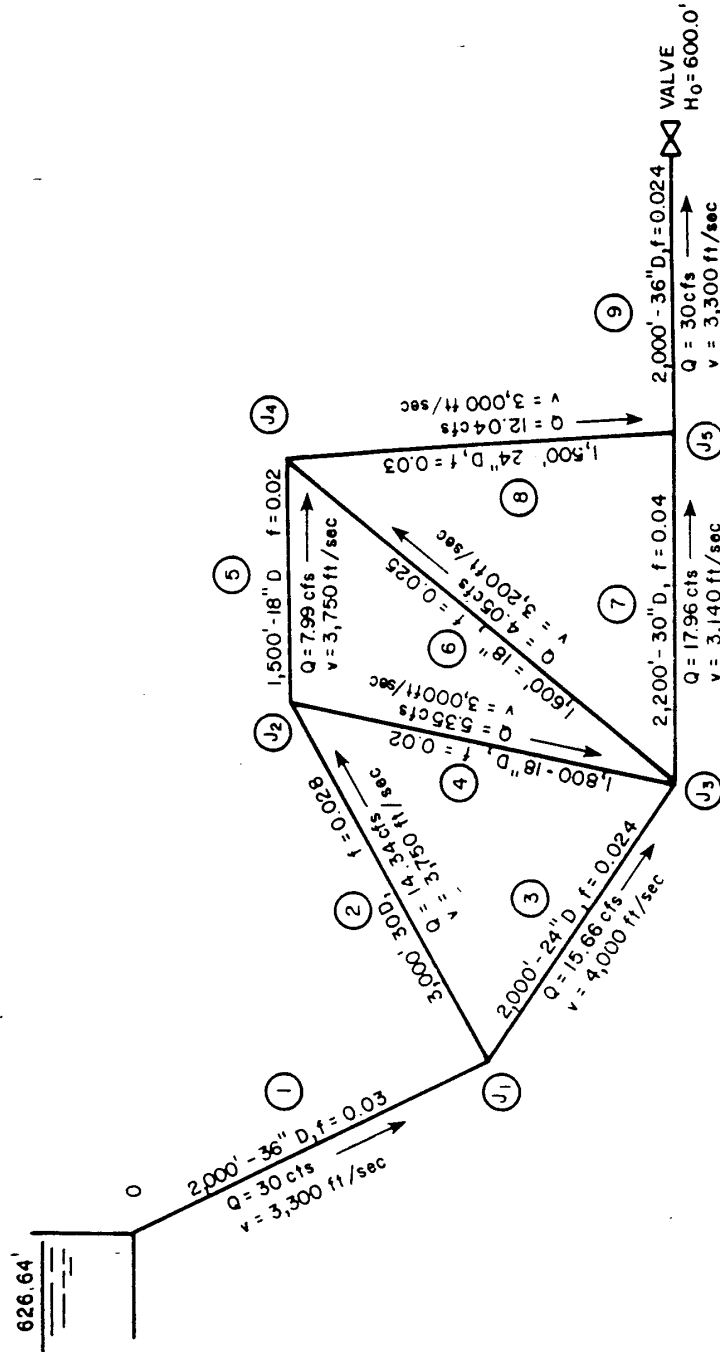 626.64'
O
1
2,000' - 36" D, f = 0.03
Q = 30 cfs
v = 3,300 ft/sec
J1
2
3,000' 30D, f = 0.028
Q = 14.34 cfs
v = 3,750 ft/sec
3
2,000' - 24" D, f = 0.024
Q = 15.66 cfs
v = 4,000 ft/sec
J2
4
1,800 - 18" D, f = 0.02
Q = 5.35 cfs
v = 3,000 ft/sec
J3
5
1,500' - 18" D f = 0.02
Q = 7.99 cfs
v = 3,750 ft/sec
6
1,600' = 18" , f = 0.025
Q = 4.05 cfs
v = 3,200 ft/sec
J4
7
2,200' - 30" D, f = 0.04
Q = 17.96 cfs
v = 3,140 ft/sec
8
1,500' 24" D, f = 0.03
Q = 12.04 cfs
v = 3,000 ft/sec
J5
9
2,000' - 36" D, f = 0.024
Q = 30 cfs
v = 3,300 ft/sec
VALVE
H0 = 600.0'